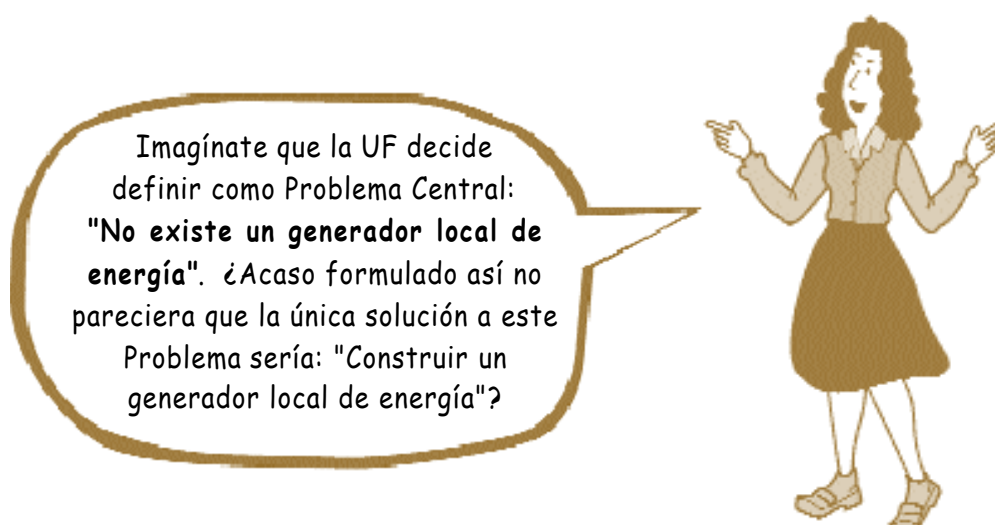 Imagínate que la UF decide
definir como Problema Central:
"No existe un generador local de
energía". ¿Acaso formulado así no
pareciera que la única solución a este
Problema sería: "Construir un
generador local de energía"?